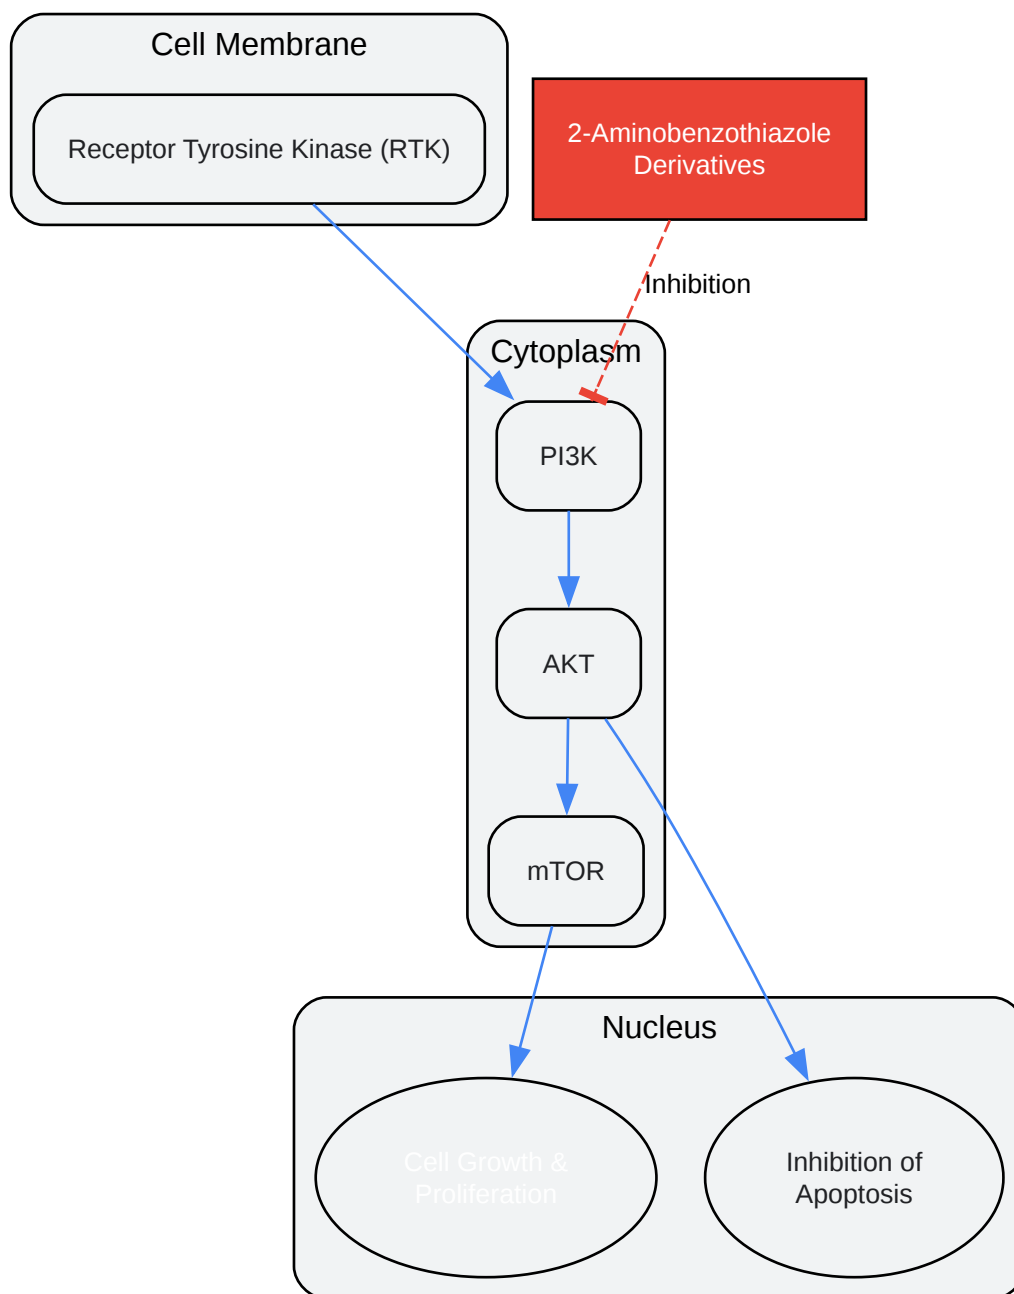 Cell Membrane
Receptor Tyrosine Kinase (RTK)
2-Aminobenzothiazole
Derivatives
Inhibition
Cytoplasm
PI3K
AKT
mTOR
Nucleus
Cell Growth &
Proliferation
Inhibition of
Apoptosis